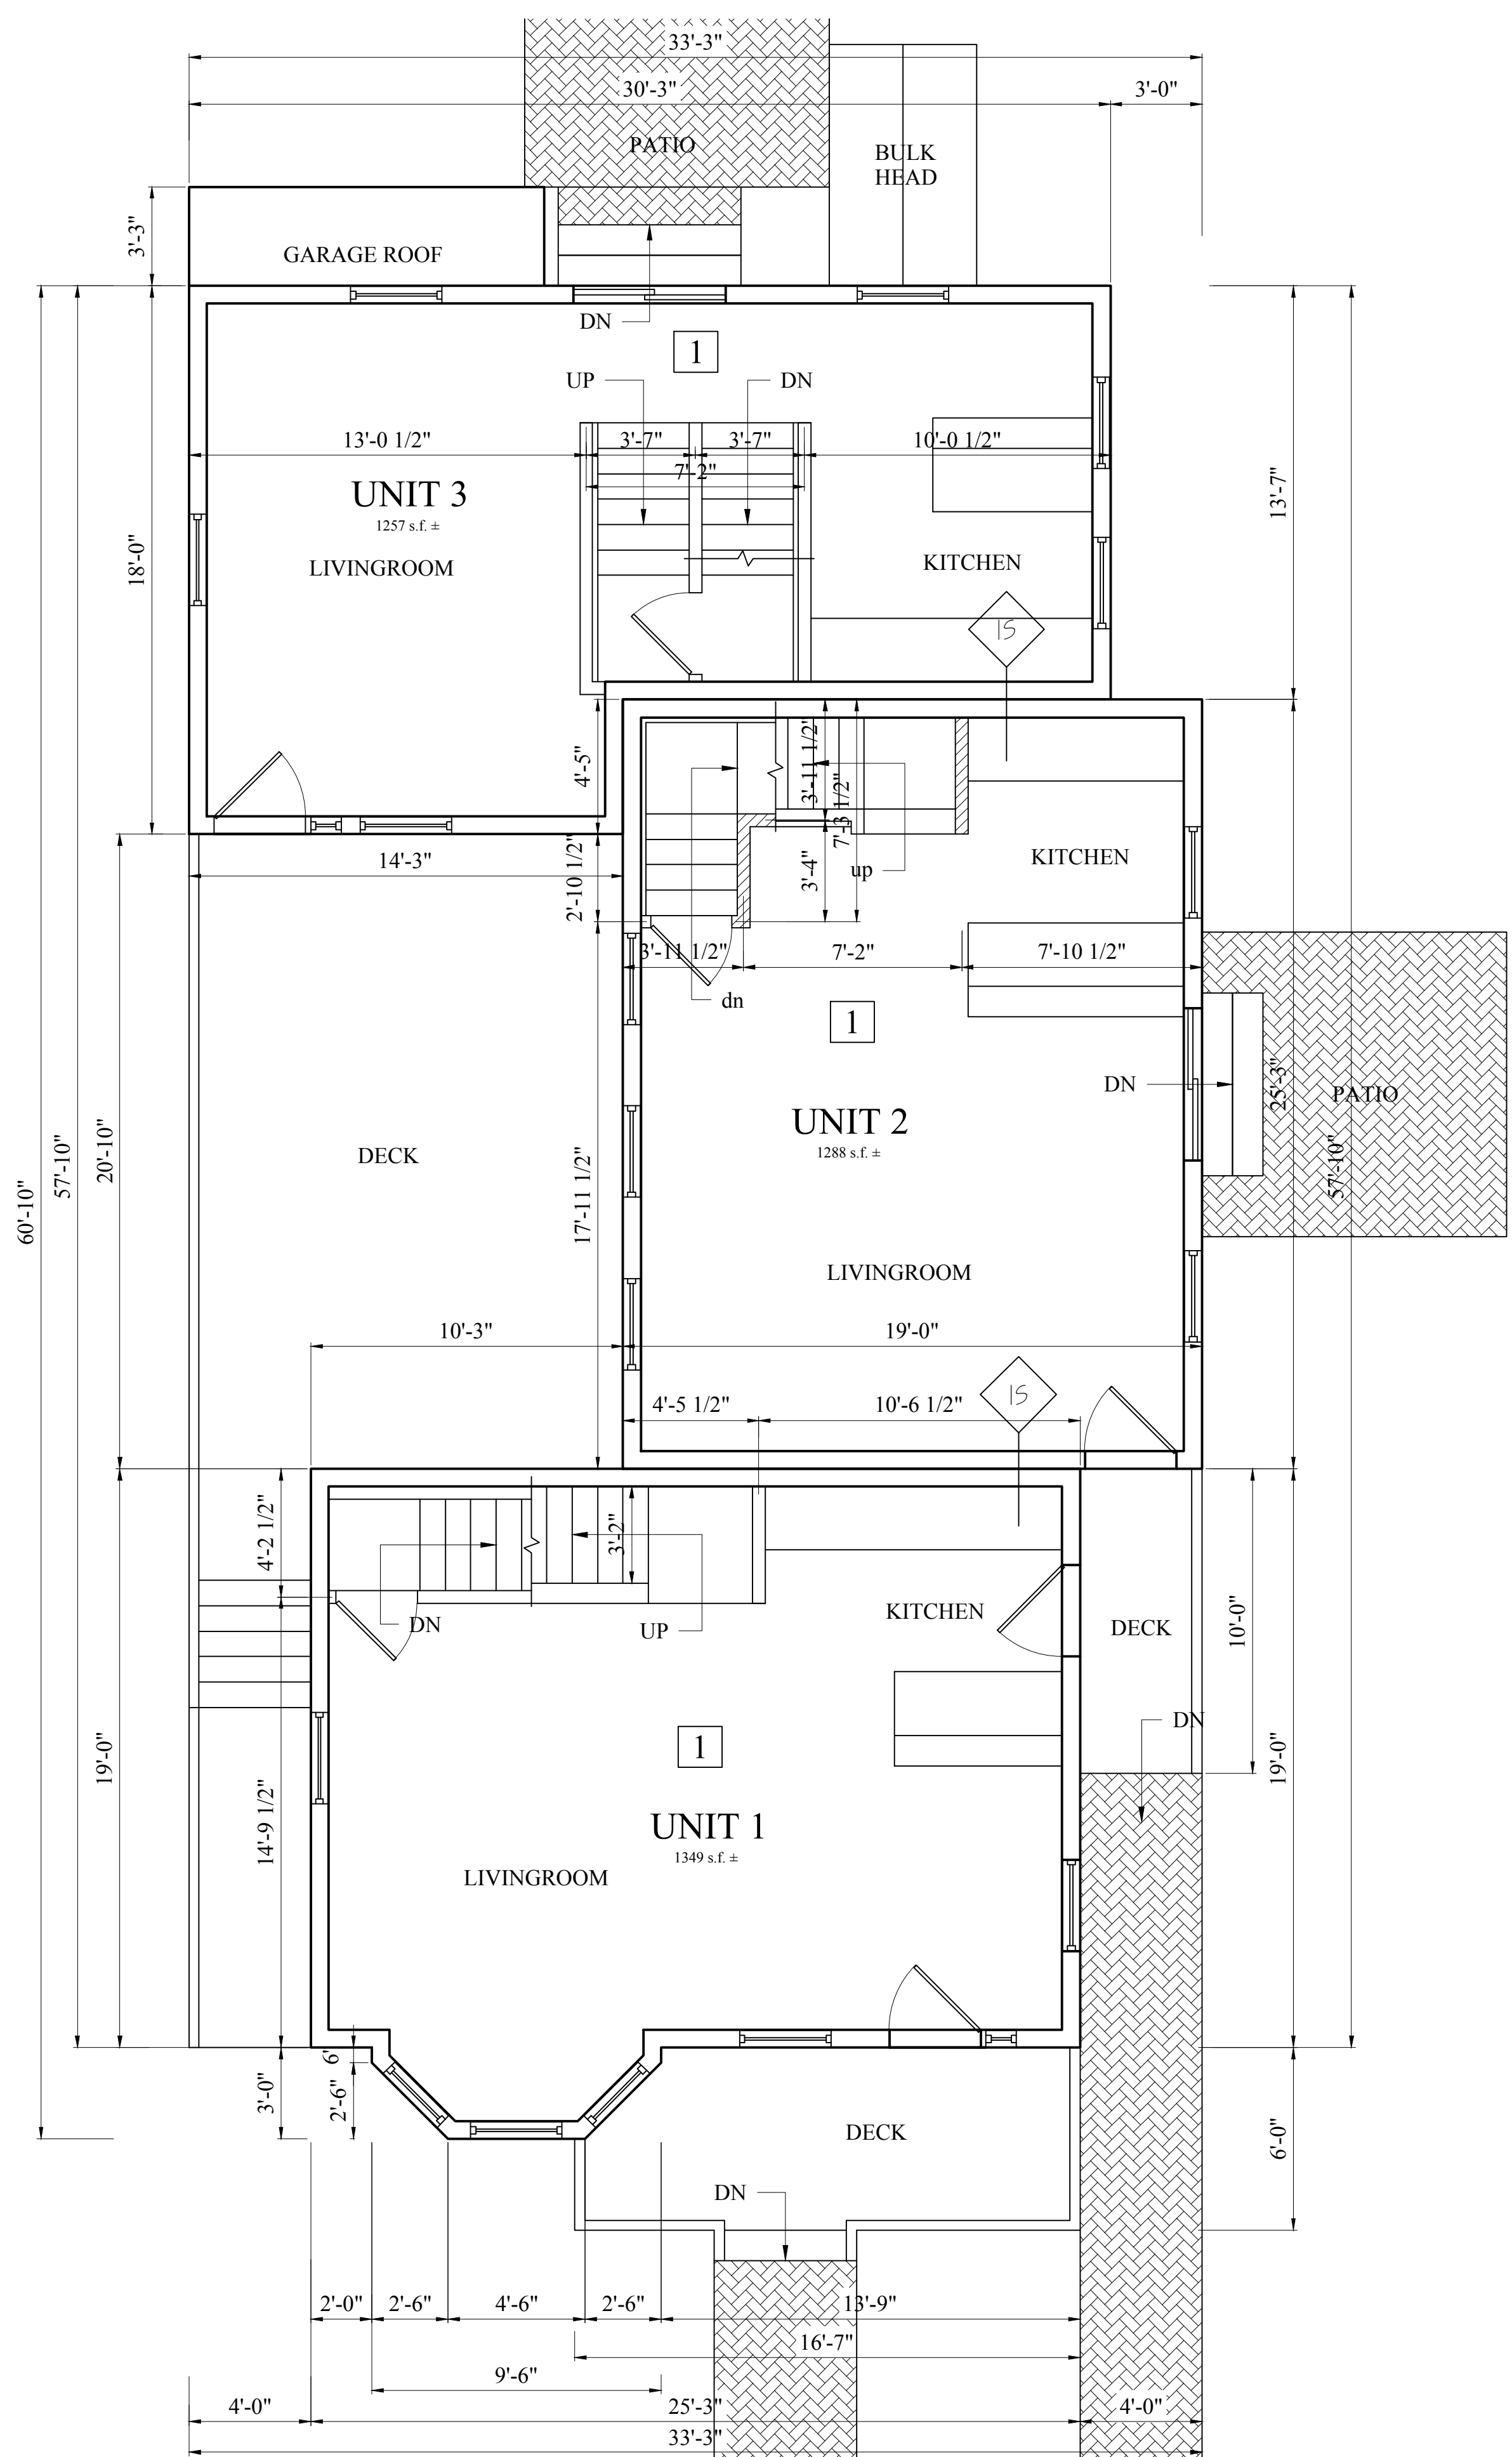 33'-3"
30'-3"
3'-0"
PATIO
BULK
HEAD
3'-3"
GARAGE ROOF
DN
1
UP
DN
13'-0 1/2"
3'-7"
3'-7"
10'-0 1/2"
7'-2"
UNIT 3
1257 s.f. ±
13'-7"
18'-0"
LIVINGROOM
KITCHEN
1S
4'-5"
3'-11 1/2"
7'-3 1/2"
14'-3"
2'-10 1/2"
3'-4"
up
KITCHEN
3'-11 1/2"
7'-2"
7'-10 1/2"
dn
1
DN
25'-3"
PATIO
UNIT 2
1288 s.f. ±
DECK
57'-10"
60'-10"
57'-10"
20'-10"
17'-11 1/2"
LIVINGROOM
10'-3"
19'-0"
4'-5 1/2"
10'-6 1/2"
1S
4'-2 1/2"
3'-2"
DN
UP
KITCHEN
DECK
10'-0"
DN
1
19'-0"
19'-0"
14'-9 1/2"
UNIT 1
1349 s.f. ±
LIVINGROOM
6"
3'-0"
2'-6"
DECK
6'-0"
DN
2'-0"
2'-6"
4'-6"
2'-6"
13'-9"
16'-7"
9'-6"
4'-0"
25'-3"
4'-0"
33'-3"